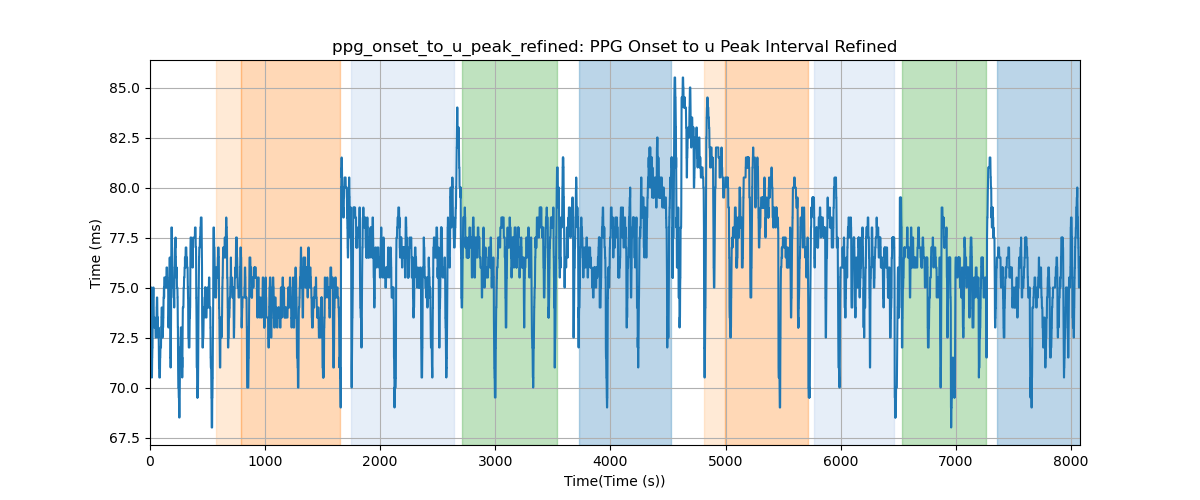 ppg_onset_to_u_peak_refined: PPG Onset to u Peak Interval Refined
85.0
82.5
80.0
77.5
75.0
72.5
70.0
67.5
Time (ms)
0 1000 2000 3000 4000 5000 6000 7000 8000
Time(Time (s))